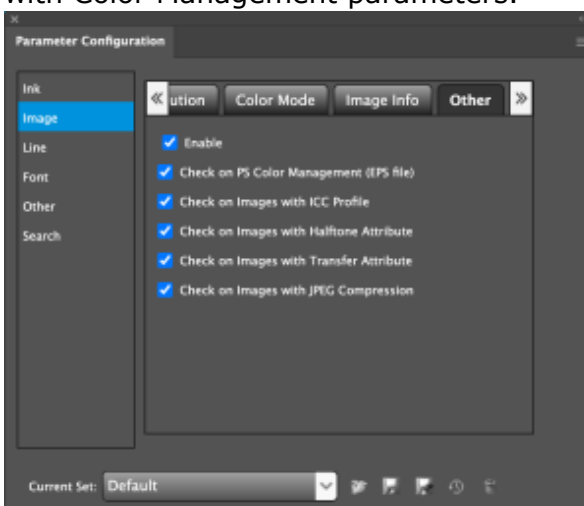 with Color Management parameters.
Parameter Configuration
Ink
Image
Line
Font
Other
Search
ution Color Mode Image Info Other
Enable
Check on PS Color Management (EPS file)
Check on Images with ICC Profile
Check on Images with Halftone Attribute
Check on Images with Transfer Attribute
Check on Images with JPEG Compression
Current Set: Default